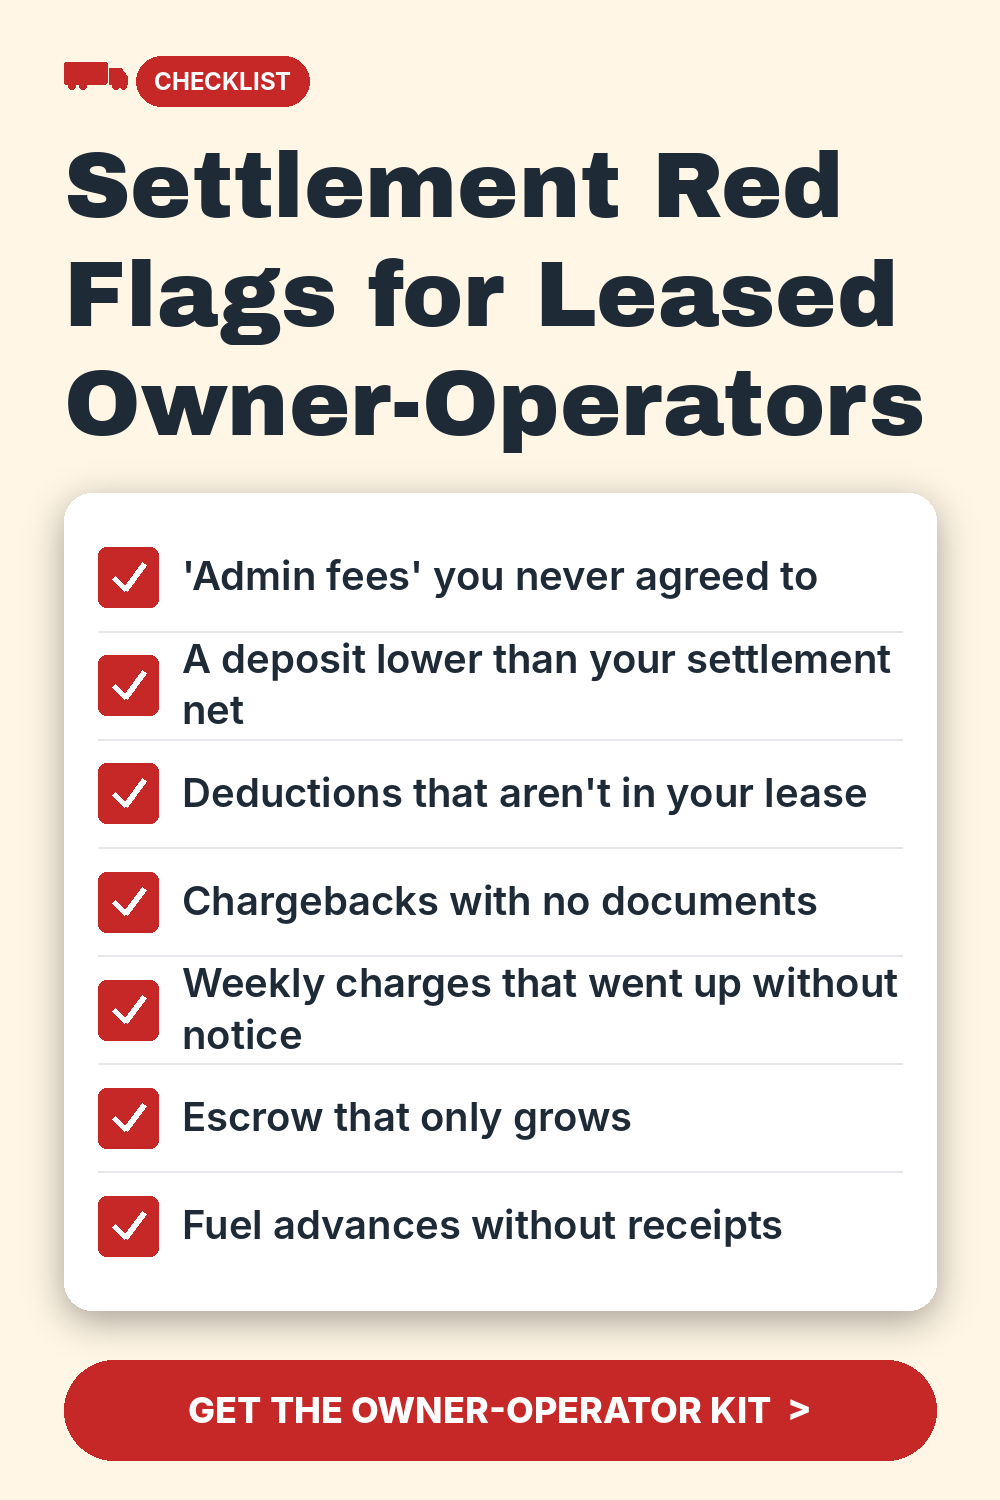 CHECKLIST
Settlement Red
Flags for Leased
Owner-Operators
'Admin fees' you never agreed to
A deposit lower than your settlement
net
Deductions that aren't in your lease
Chargebacks with no documents
Weekly charges that went up without
notice
Escrow that only grows
Fuel advances without receipts
GET THE OWNER-OPERATOR KIT >